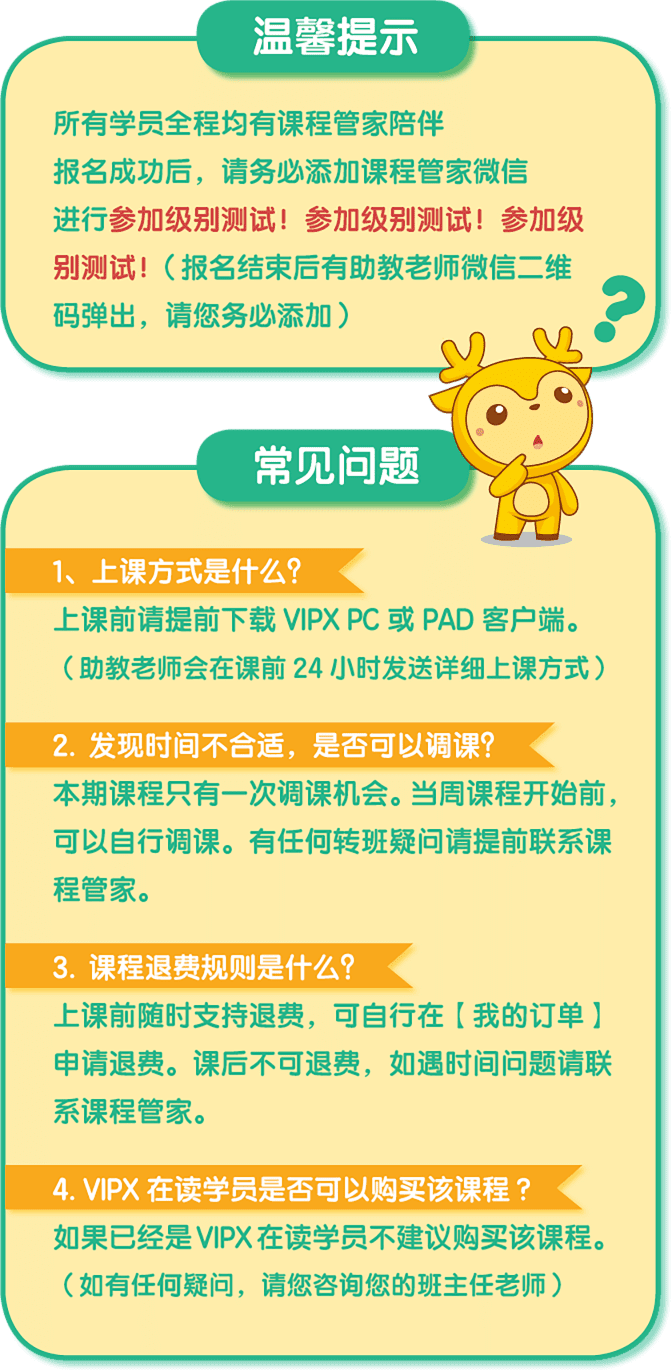 温馨提示
所有学员全程均有课程管家陪伴
报名成功后，请务必添加课程管家微信
进行参加级别测试！参加级别测试！参加级
别测试！（报名结束后有助教老师微信二维
码弹出，请您务必添加）
?
常见问题
1、上课方式是什么？
上课前请提前下载 VIPX PC 或 PAD 客户端。
（助教老师会在课前 24 小时发送详细上课方式）
2. 发现时间不合适，是否可以调课？
本期课程只有一次调课机会。当周课程开始前，
可以自行调课。有任何转班疑问请提前联系课
程管家。
3. 课程退费规则是什么？
上课前随时支持退费，可自行在【我的订单】
申请退费。课后不可退费，如遇时间问题请联
系课程管家。
4. VIPX 在读学员是否可以购买该课程？
如果已经是 VIPX 在读学员不建议购买该课程。
（如有任何疑问，请您咨询您的班主任老师）